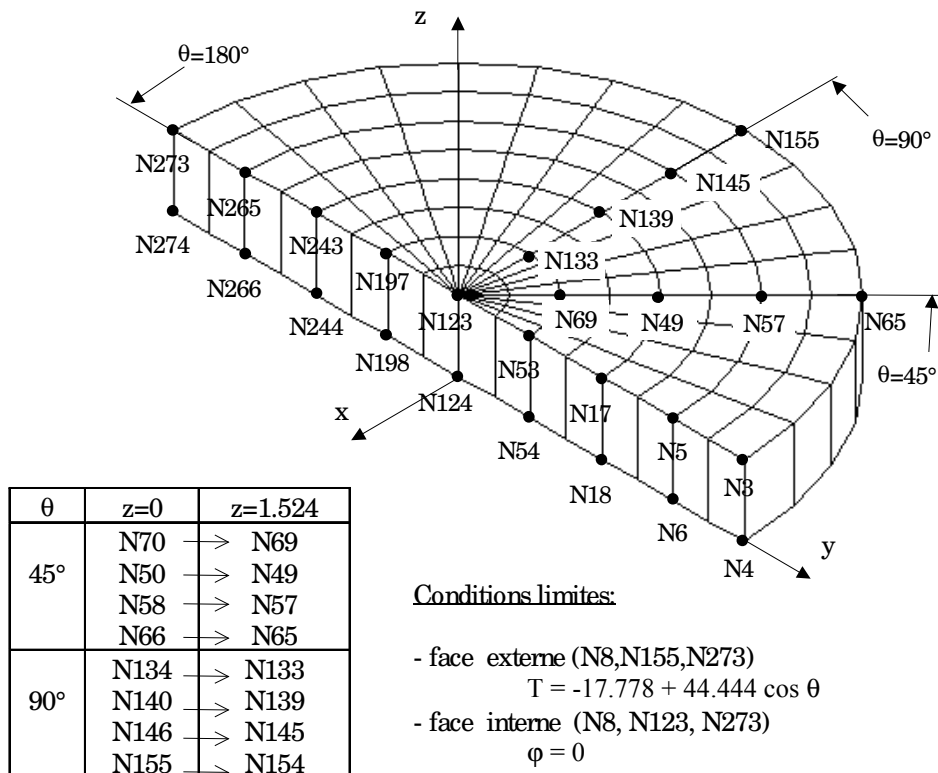 z
θ=180°
N155
θ=90°
N273
N145
N265
N139
N274
N243
N133
N266
N197
N244
N123
N69
N49
N57
N65
N198
N53
θ=45°
x
N124
N17
N54
N5
N3
N18
N6
y
N4
θ z=0 z=1.524
N70 → N69
45° N50 → N49
N58 → N57
N66 → N65
N134 → N133
90° N140 → N139
N146 → N145
N155 → N154
Conditions limites:
- face externe (N8,N155,N273)
T = -17.778 + 44.444 cos θ
- face interne (N8, N123, N273)
φ = 0